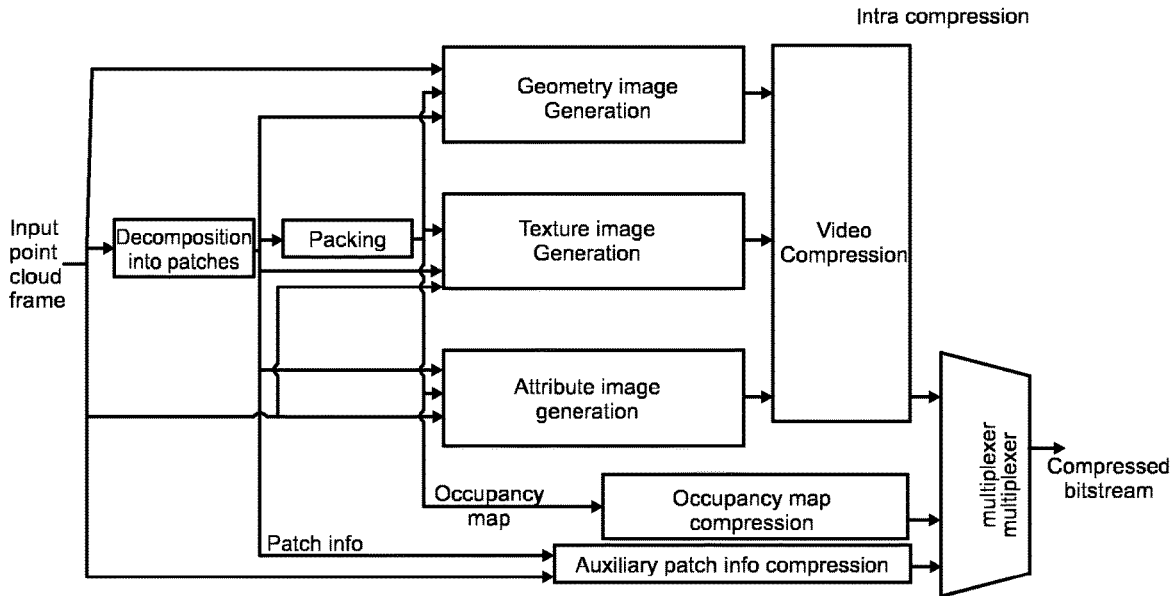 Intra compression
Geometry image
Generation
Input
point
cloud
frame
Decomposition
into patches
Packing
Texture image
Generation
Video
Compression
Attribute image
generation
multiplexer
multiplexer
Compressed
bitstream
Occupancy
map
Occupancy map
compression
Patch info
Auxiliary patch info compression